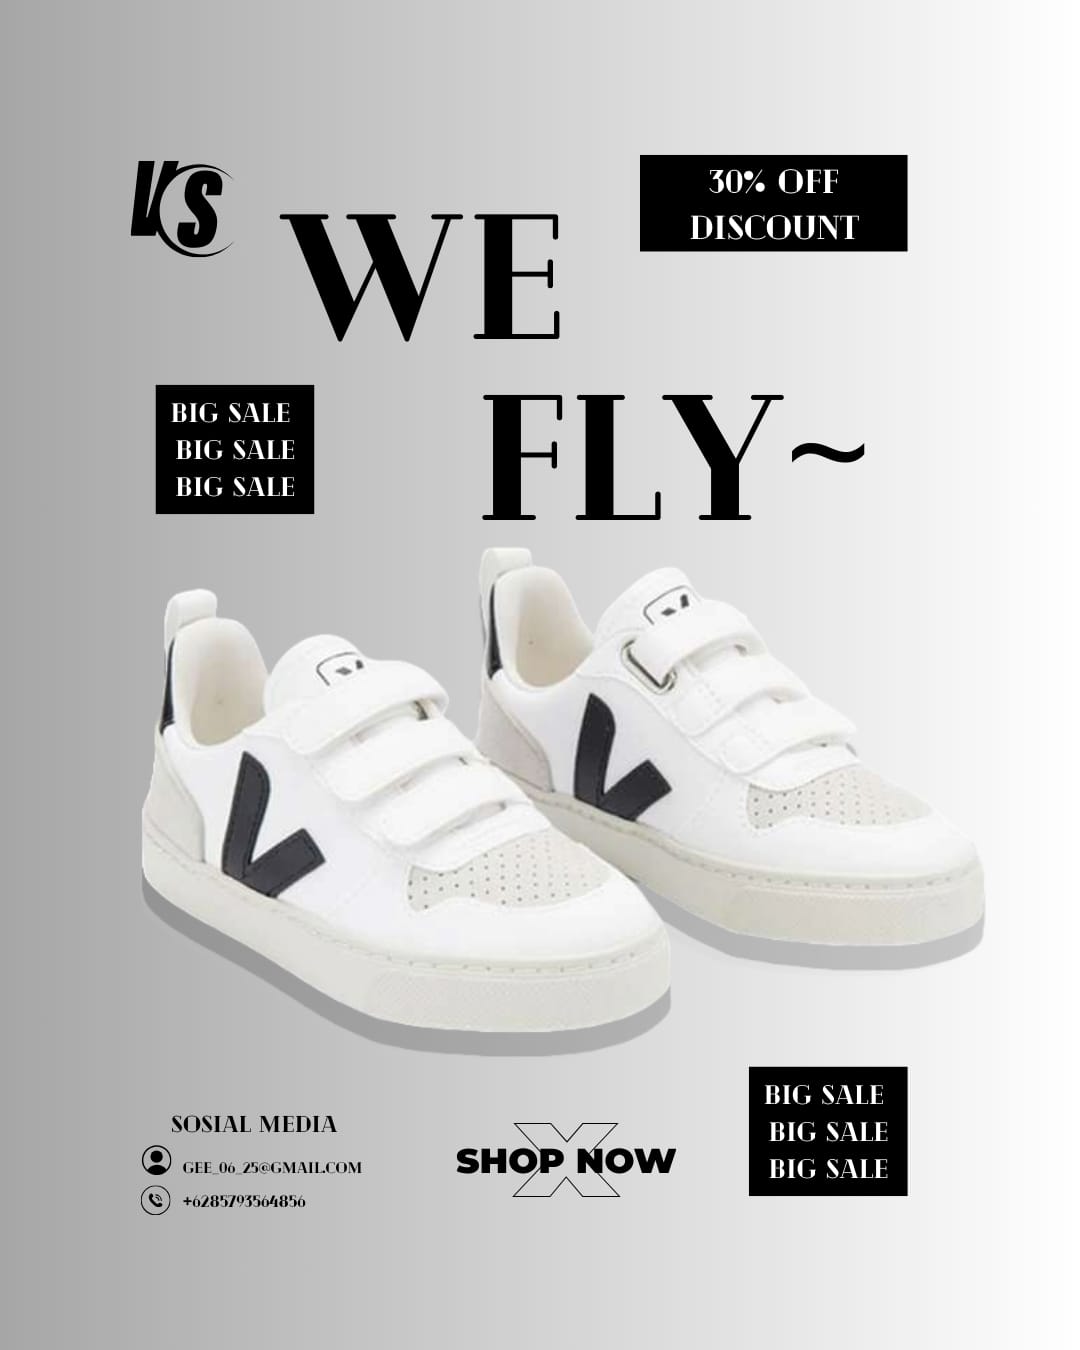 VS
WE
30% OFF
DISCOUNT
FLY~
BIG SALE
BIG SALE
BIG SALE
SOSIAL MEDIA
GEE_06_25@GMAIL.COM
+6285793564856
X
SHOP NOW
BIG SALE
BIG SALE
BIG SALE